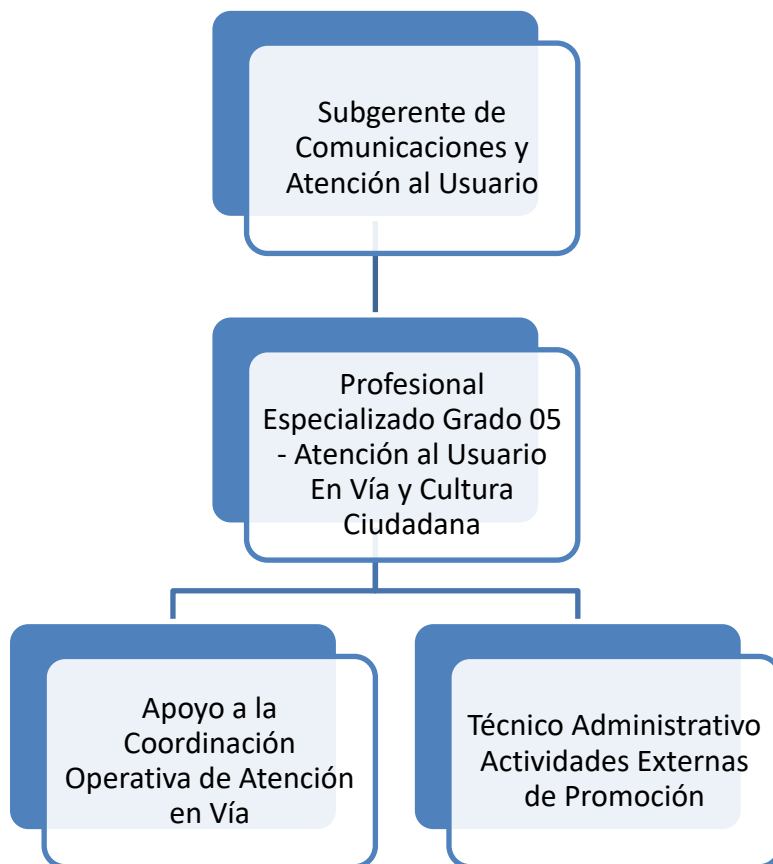 Subgerente de
Comunicaciones y
Atención al Usuario
Profesional
Especializado Grado 05
- Atención al Usuario
En Vía y Cultura
Ciudadana
Apoyo a la
Coordinación
Operativa de Atención
en Vía
Técnico Administrativo
Actividades Externas
de Promoción